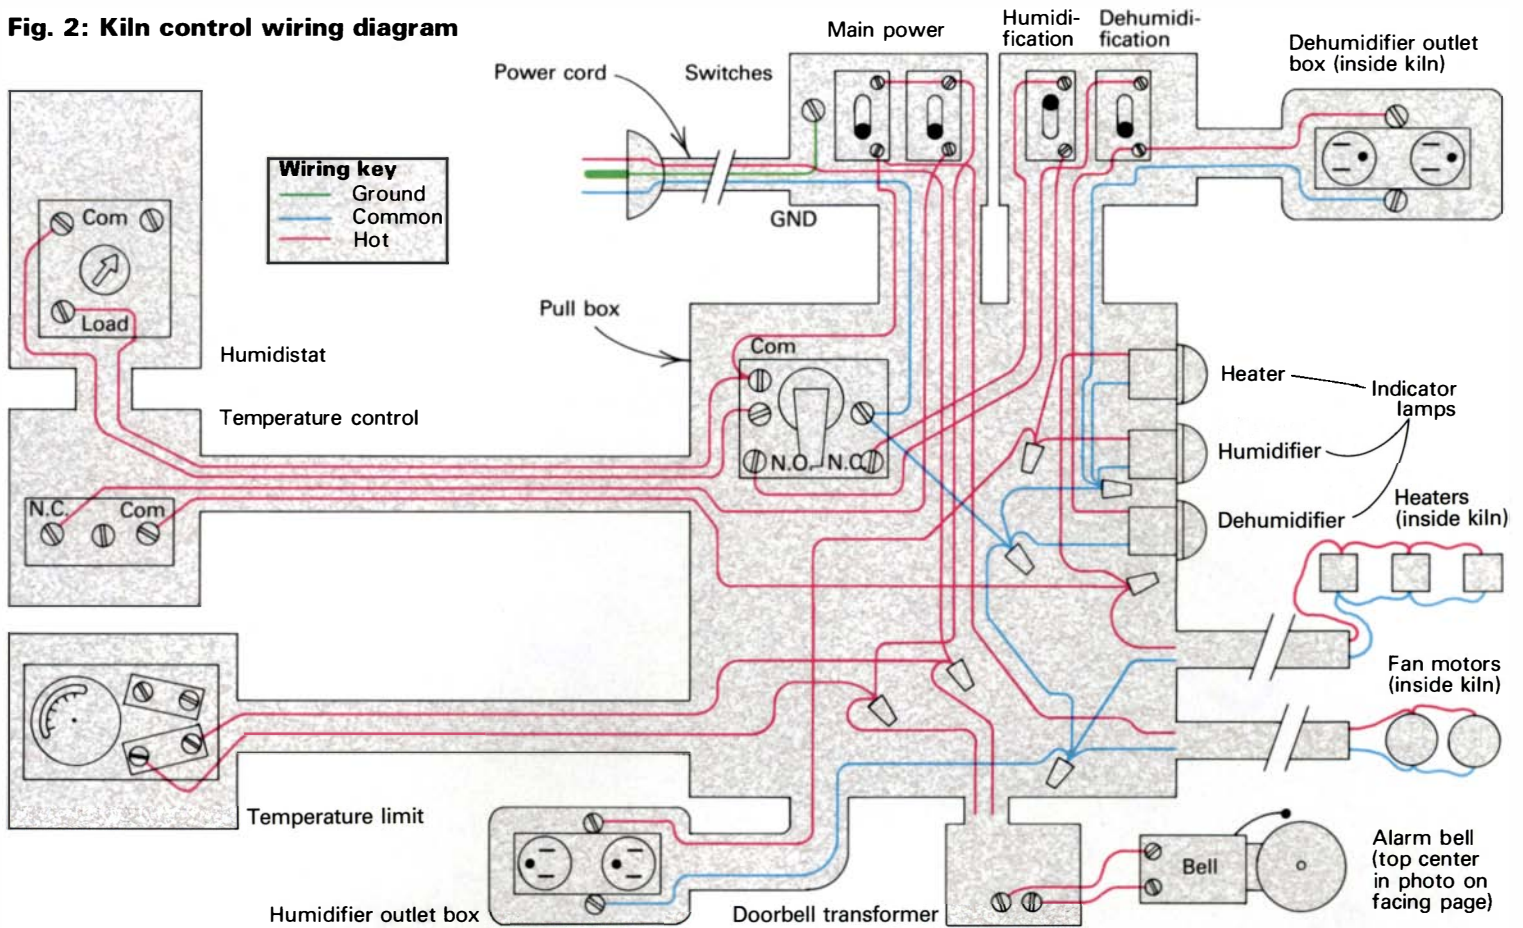 Fig. 2: Kiln control wiring diagram
Main power
Humidi-
fication
Dehumidi-
fication
Dehumidifier outlet
box (inside kiln)
Power cord
Switches
Wiring key
Ground
Common
Hot
GND
Com
Load
Humidistat
Pull box
Com
N.O.
N.C.
Temperature control
N.C.
Com
Heater
Indicator
lamps
Humidifier
Dehumidifier
Heaters
(inside kiln)
Fan motors
(inside kiln)
Temperature limit
Humidifier outlet box
Doorbell transformer
Bell
Alarm bell
(top center
in photo on
facing page)